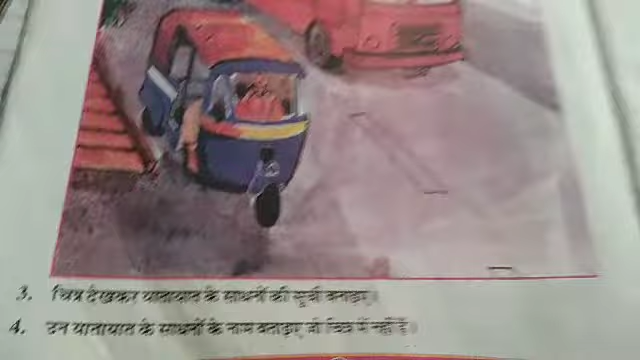 3. चित्र देखकर यातायात के साधनों की सूची बनाइए।
4. उन यातायात के साधनों के नाम बताइए, जो चित्र में नहीं हैं।